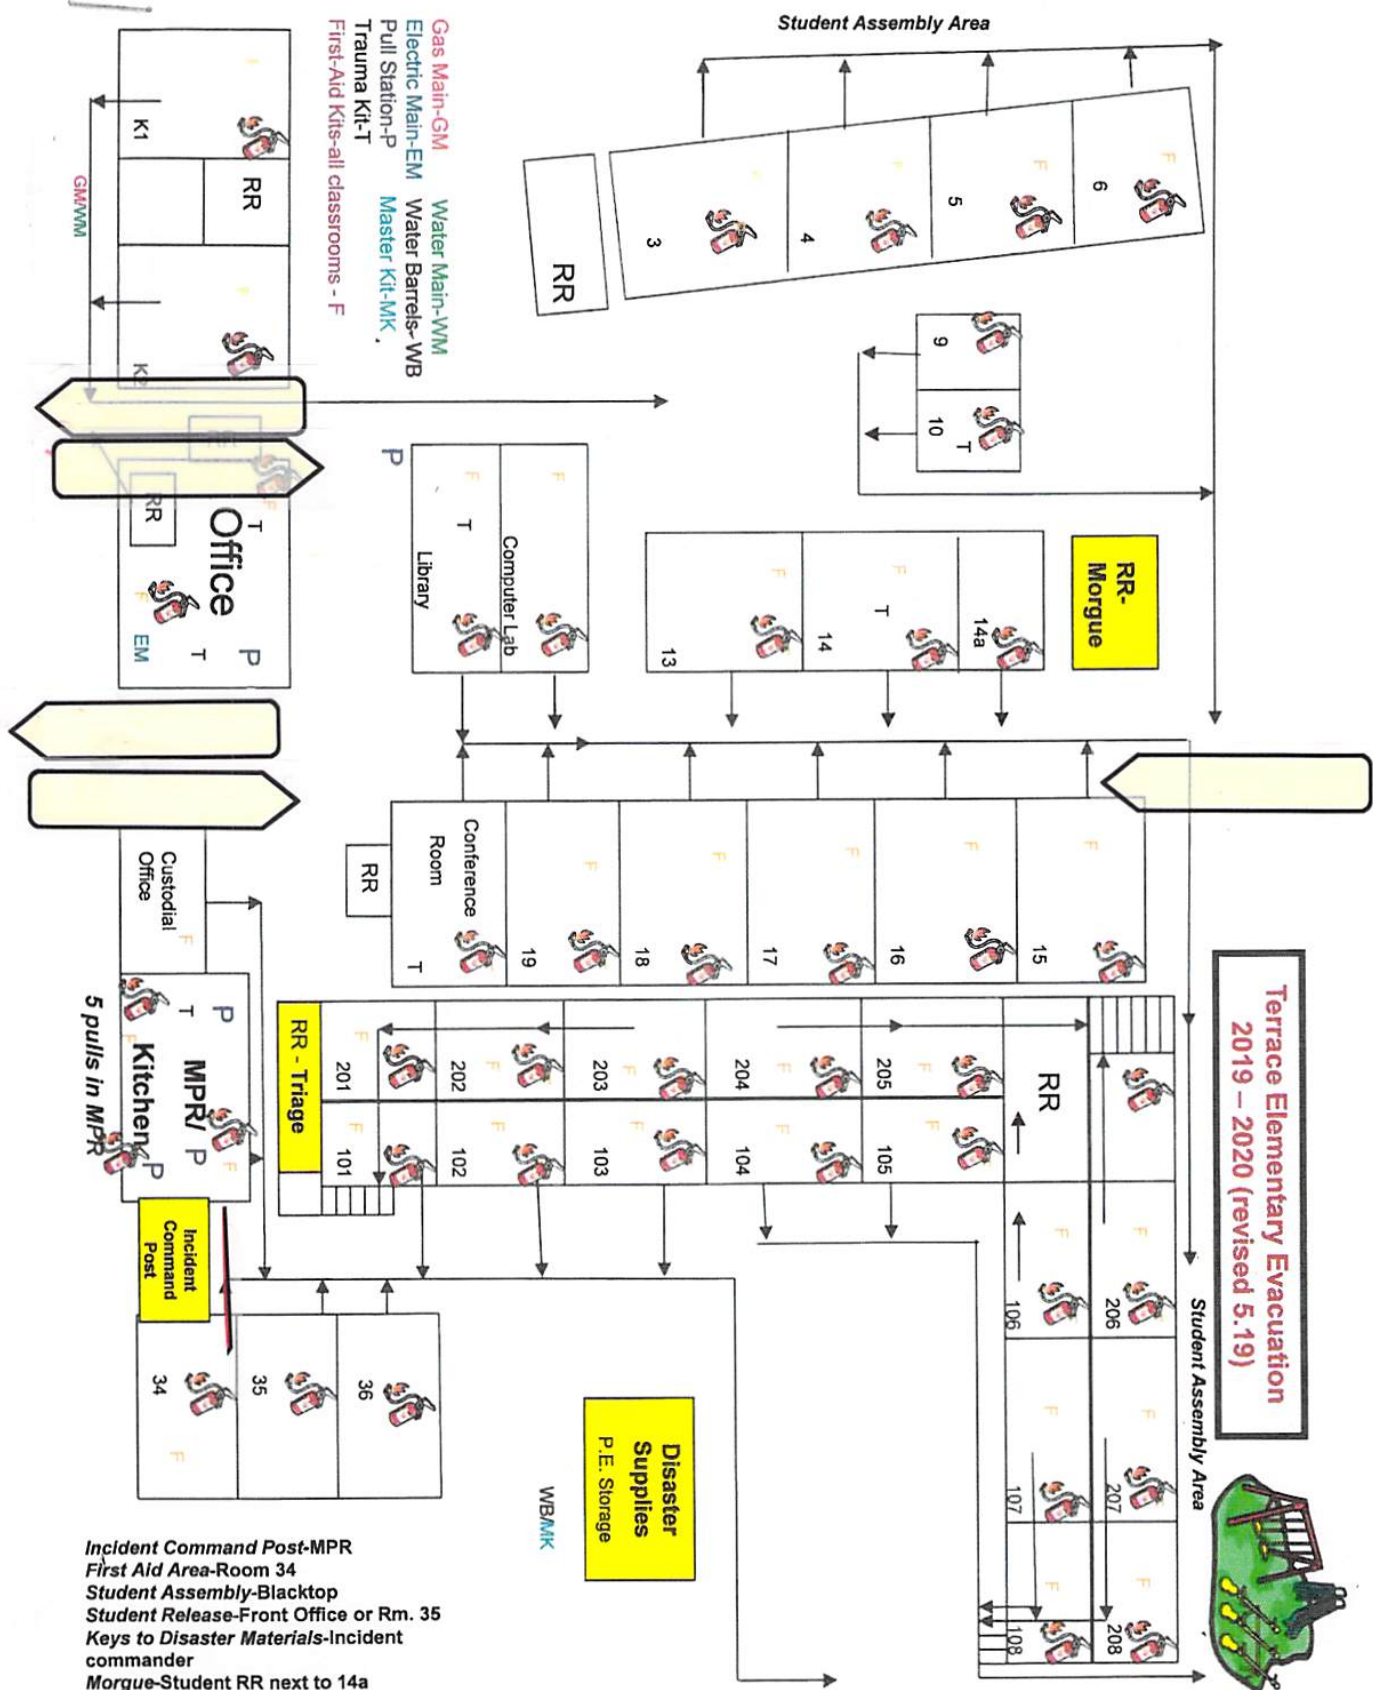 Student Assembly Area
Gas Main-GM Water Main-WM
Electric Main-EM Water Barrels-WB
Pull Station-P Master Kit-MK
Trauma Kit-T
First-Aid Kits-all classrooms - F
F
K1
RR
GM/WM
F
K2
RR
F
3
F
4
F
5
F
6
RR
9
10
T
P
RR
F
T
Office
RR
F
EM
T
P
F
T
Library
F
Computer Lab
F
13
F
T
14
14a
RR-
Morgue
Conference
Room
T
RR
F
19
F
18
F
17
F
16
F
15
Custodial
Office
F
P
T
F
MPR/
Kitchen
P
P
F
5 pulls in MPR
RR - Triage
F
201
F
202
F
203
F
204
F
205
RR
F
101
F
102
F
103
F
104
F
105
F
106
F
206
F
107
F
207
F
108
F
208
Terrace Elementary Evacuation
2019 – 2020 (revised 5.19)
Student Assembly Area
Incident
Command
Post
34
F
35
36
Disaster
Supplies
P.E. Storage
WB/MK
Incident Command Post-MPR
First Aid Area-Room 34
Student Assembly-Blacktop
Student Release-Front Office or Rm. 35
Keys to Disaster Materials-Incident
commander
Morgue-Student RR next to 14a